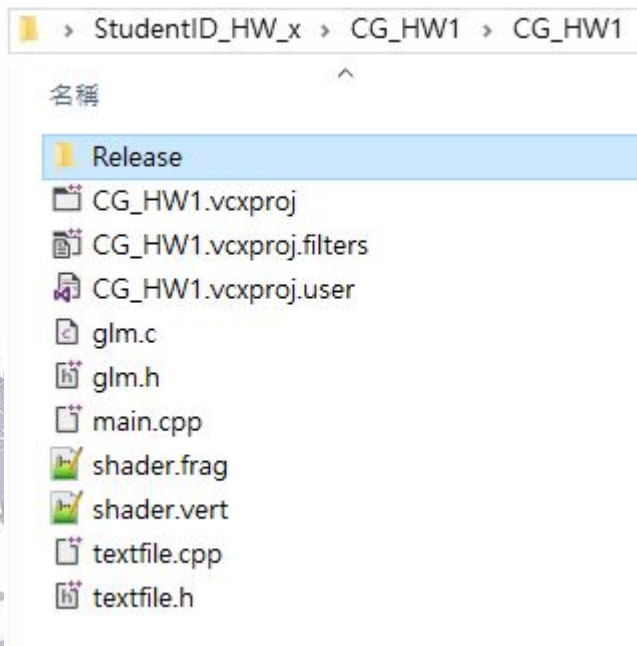 StudentID_HW_x > CG_HW1 > CG_HW1
名稱
Release
CG_HW1.vcxproj
CG_HW1.vcxproj.filters
CG_HW1.vcxproj.user
glm.c
glm.h
main.cpp
shader.frag
shader.vert
textfile.cpp
textfile.h